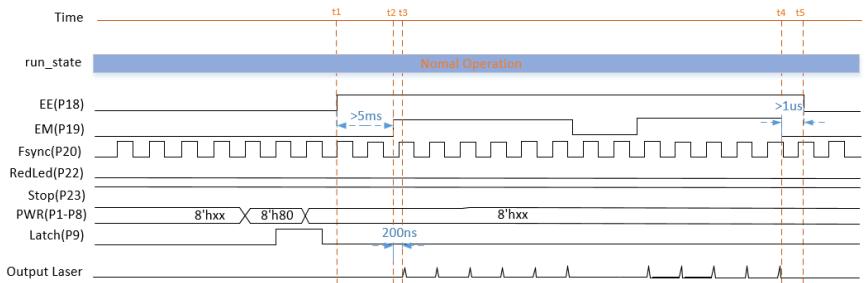 Time t1 t2 t3 t4 t5
run_state Nomal Operation
EE(P18)
>5ms >1us
EM(P19)
Fsync(P20)
RedLed(P22)
Stop(P23)
PWR(P1-P8) 8'hxx 8'h80 8'hxx
Latch(P9) 200ns
Output Laser